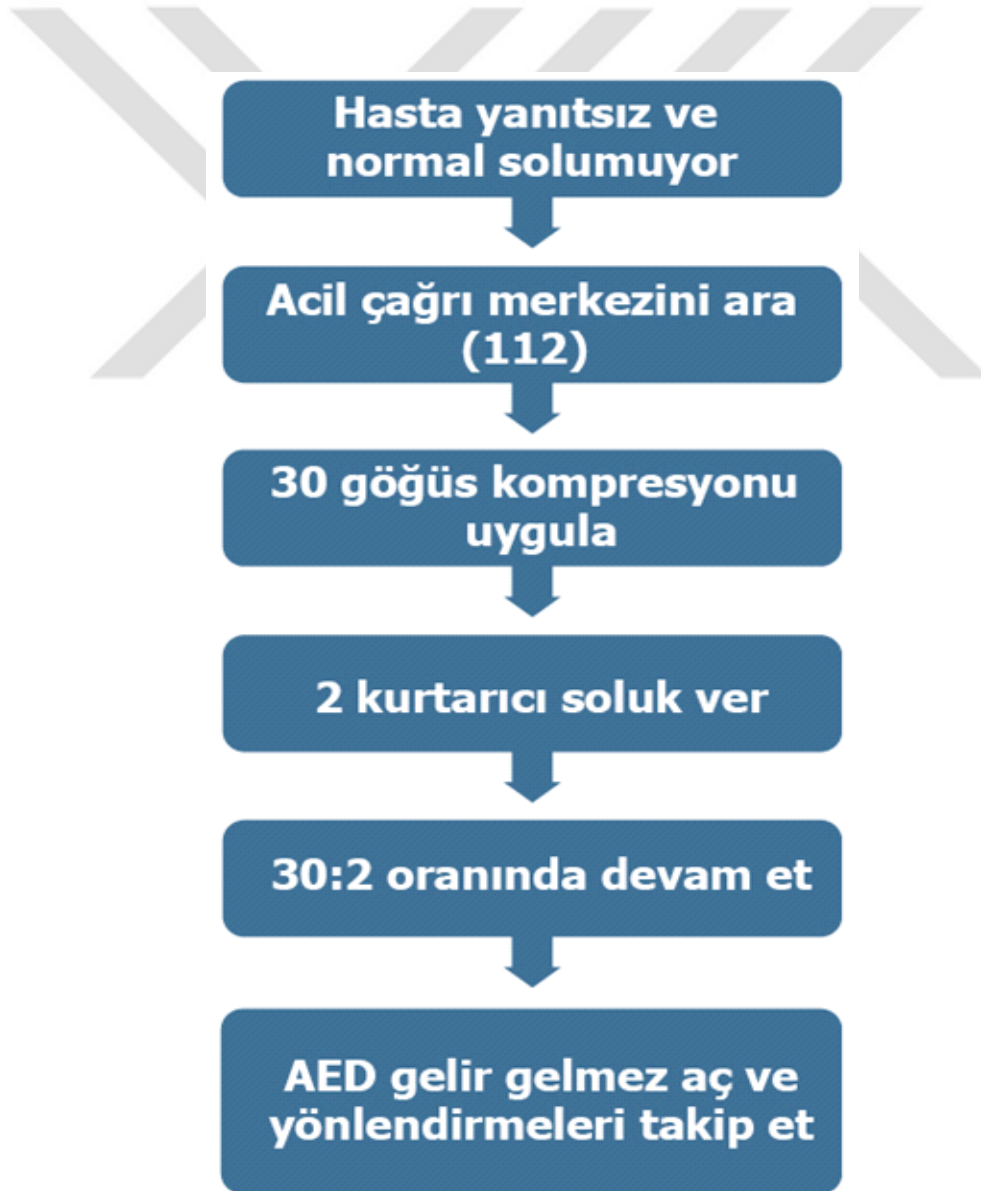 Hasta yanıtsız ve
normal solumuyor
Acil çağrı merkezini ara
(112)
30 göğüs kompresyonu
uygula
2 kurtarıcı soluk ver
30:2 oranında devam et
AED gelir gelmez aç ve
yönlendirmeleri takip et